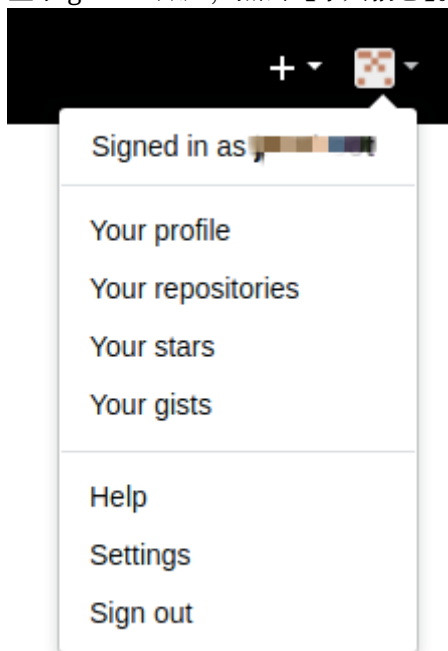 Signed in as
Your profile
Your repositories
Your stars
Your gists
Help
Settings
Sign out